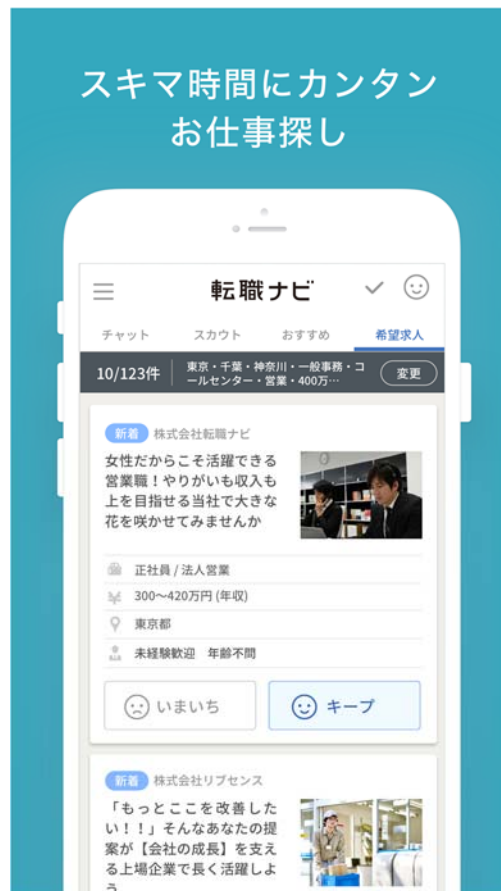 スキマ時間にカンタン
お仕事探し
転職ナビ
チャット
スカウト
おすすめ
希望求人
10/123件
東京・千葉・神奈川・一般事務・コ
ールセンター・営業・400万…
変更
新着 株式会社転職ナビ
女性だからこそ活躍できる
営業職！やりがいも収入も
上を目指せる当社で大きな
花を咲かせてみませんか
正社員 / 法人営業
300〜420万円 (年収)
東京都
未経験歓迎 年齢不問
いまいち
キープ
新着 株式会社リブセンス
「もっとここを改善した
い！！」そんなあなたの提
案が【会社の成長】を支え
る上場企業で長く活躍しよ
う